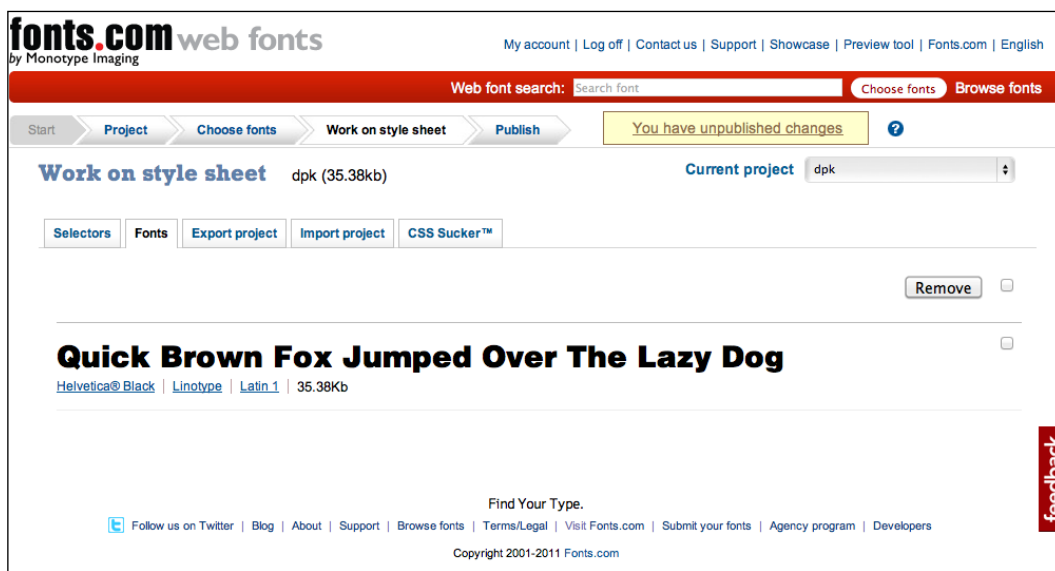 fonts.com web fonts
by Monotype Imaging
My account | Log off | Contact us | Support | Showcase | Preview tool | Fonts.com | English
Web font search: Search font Choose fonts Browse fonts
Start Project Choose fonts Work on style sheet Publish You have unpublished changes ?
Work on style sheet dpk (35.38kb) Current project dpk
Selectors Fonts Export project Import project CSS Sucker™
Remove
Quick Brown Fox Jumped Over The Lazy Dog
Helvetica® Black | Linotype | Latin 1 | 35.38Kb
feedback
Find Your Type.
Follow us on Twitter | Blog | About | Support | Browse fonts | Terms/Legal | Visit Fonts.com | Submit your fonts | Agency program | Developers
Copyright 2001-2011 Fonts.com